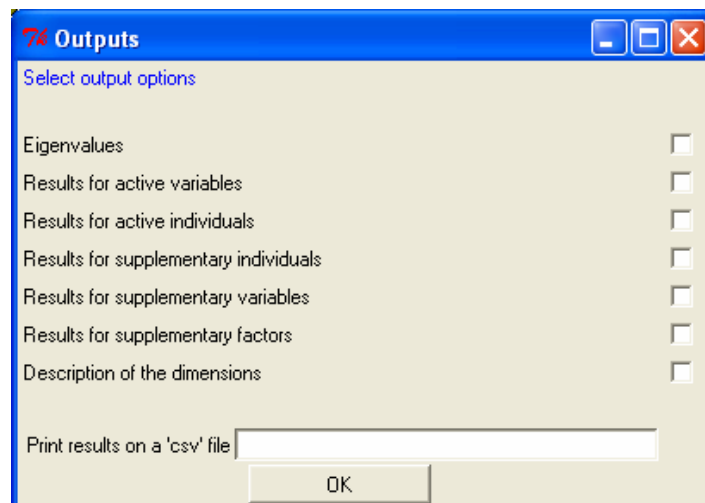 Outputs
Select output options
Eigenvalues
Results for active variables
Results for active individuals
Results for supplementary individuals
Results for supplementary variables
Results for supplementary factors
Description of the dimensions
Print results on a 'csv' file
OK